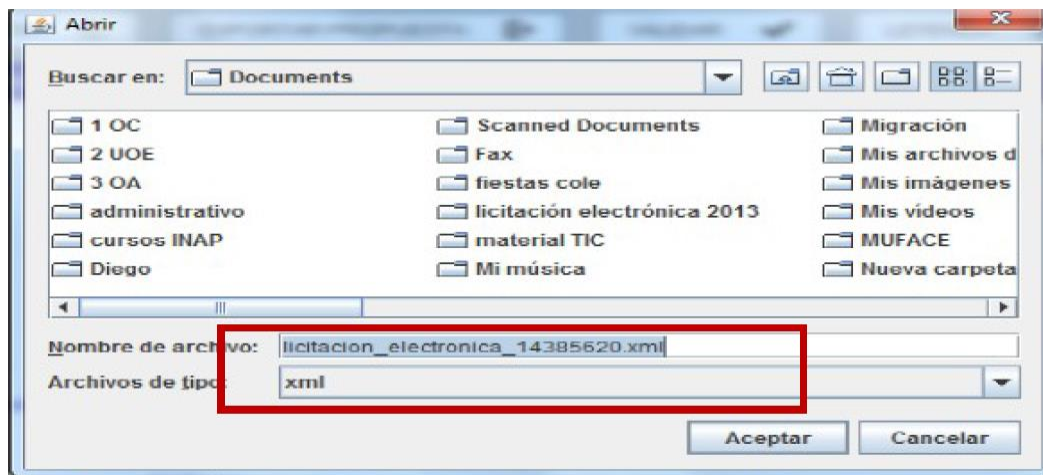 Abrir
Buscar en: Documents
1 OC Scanned Documents Migración
2 UOE Fax Mis archivos d
3 OA fiestas cole Mis imágenes
administrativo licitación electrónica 2013 Mis vídeos
cursos INAP material TIC MUFACE
Diego Mi música Nueva carpeta
Nombre de archivo: licitacion_electronica_14385620.xml
Archivos de tipo: xml
Aceptar Cancelar